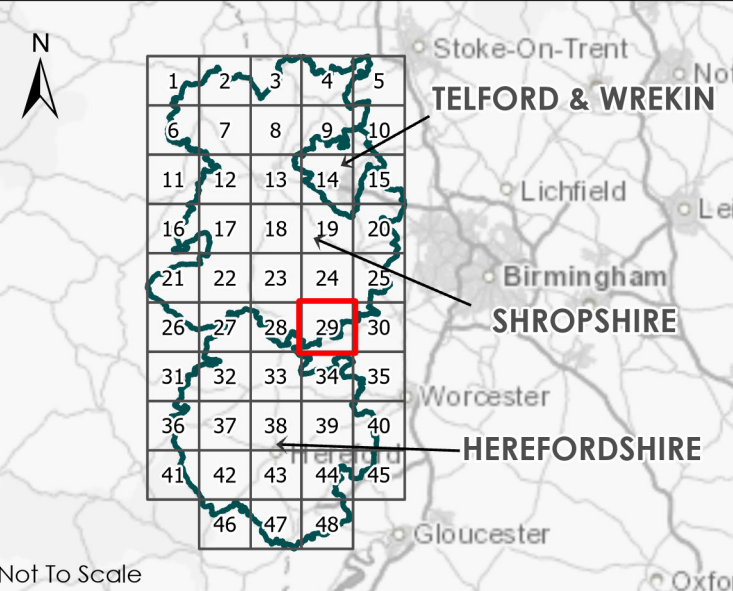 N
Stoke-On-Trent
1 2 3 4 5
TELFORD & WREKIN
6 7 8 9 10
11 12 13 14 15
Lichfield
16 17 18 19 20
21 22 23 24 25
Birmingham
SHROPSHIRE
26 27 28 29 30
31 32 33 34 35
Worcester
36 37 38 39 40
HEREFORDSHIRE
Hereford
41 42 43 44 45
46 47 48
Gloucester
Not To Scale